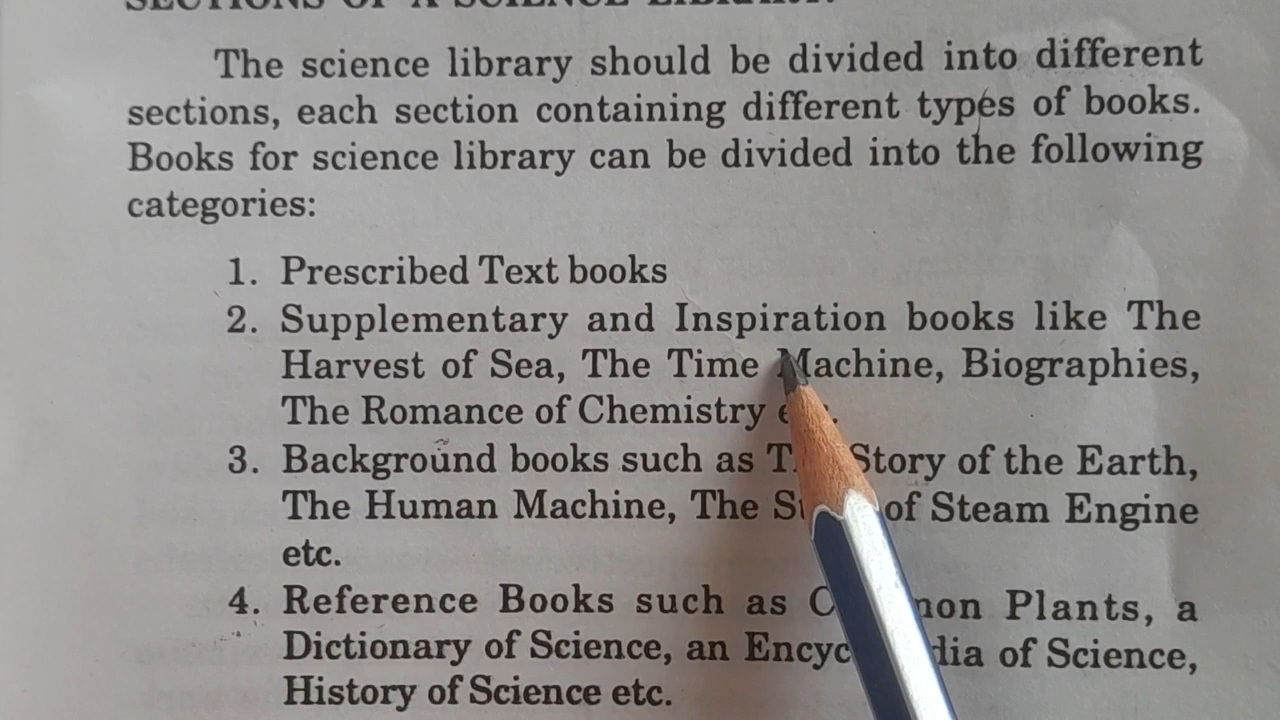 SECTIONS OF A SCIENCE LIBRARY:
The science library should be divided into different
sections, each section containing different types of books.
Books for science library can be divided into the following
categories:
1. Prescribed Text books
2. Supplementary and Inspiration books like The
Harvest of Sea, The Time Machine, Biographies,
The Romance of Chemistry
3. Background books such as Story of the Earth,
The Human Machine, The of Steam Engine
etc.
4. Reference Books such as Plants, a
Dictionary of Science, an of Science,
History of Science etc.